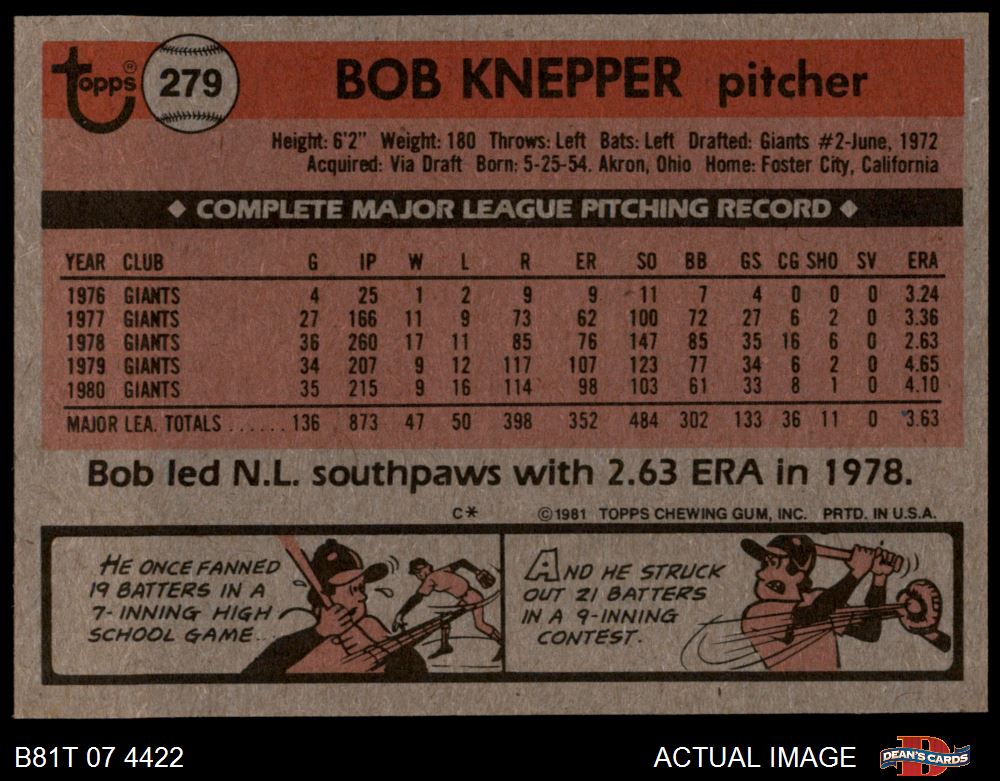 Topps® 279 BOB KNEPPER pitcher
Height: 6'2" Weight: 180 Throws: Left Bats: Left Drafted: Giants #2-June, 1972
Acquired: Via Draft Born: 5-25-54. Akron, Ohio Home: Foster City, California
◆ COMPLETE MAJOR LEAGUE PITCHING RECORD ◆
YEAR CLUB G IP W L R ER SO BB GS CG SHO SV ERA
1976 GIANTS 4 25 1 2 9 9 11 7 4 0 0 0 3.24
1977 GIANTS 27 166 11 9 73 62 100 72 27 6 2 0 3.36
1978 GIANTS 36 260 17 11 85 76 147 85 35 16 6 0 2.63
1979 GIANTS 34 207 9 12 117 107 123 77 34 6 2 0 4.65
1980 GIANTS 35 215 9 16 114 98 103 61 33 8 1 0 4.10
MAJOR LEA. TOTALS ...... 136 873 47 50 398 352 484 302 133 36 11 0 3.63
Bob led N.L. southpaws with 2.63 ERA in 1978.
C* ©1981 TOPPS CHEWING GUM, INC. PRTD. IN U.S.A.
HE ONCE FANNED
19 BATTERS IN A
7-INNING HIGH
SCHOOL GAME...
AND HE STRUCK
OUT 21 BATTERS
IN A 9-INNING
CONTEST.
B81T 07 4422 ACTUAL IMAGE DEAN'S CARDS